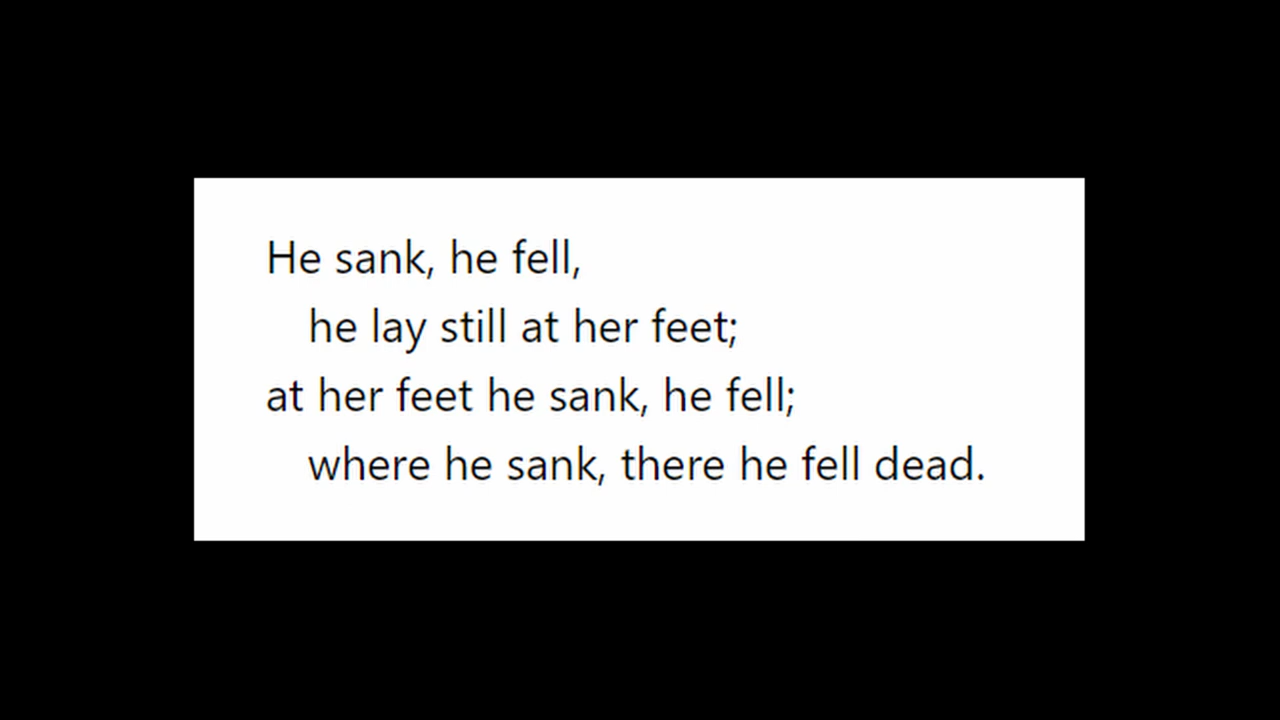 He sank, he fell,
he lay still at her feet;
at her feet he sank, he fell;
where he sank, there he fell dead.